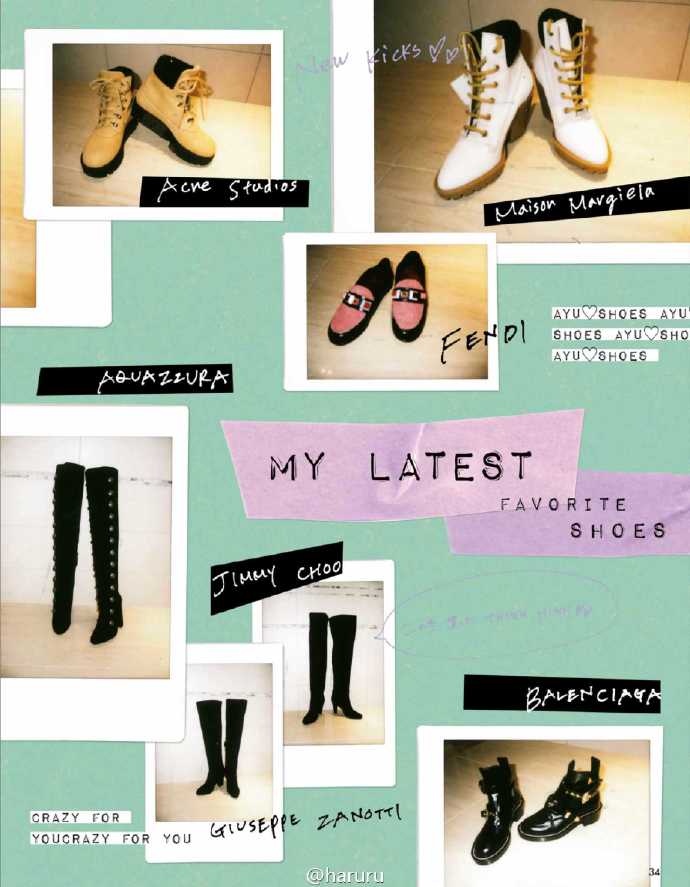 New Kicks♡♡
Acne Studios
Maison Margiela
FENDI
AYU♡SHOES AYU
SHOES AYU♡SHO
AYU♡SHOES
AQUAZZURA
MY LATEST
FAVORITE
SHOES
JIMMY CHOO
BALENCIAGA
CRAZY FOR
YOUCRAZY FOR YOU
GIUSEPPE ZANOTTI
34
@haruru